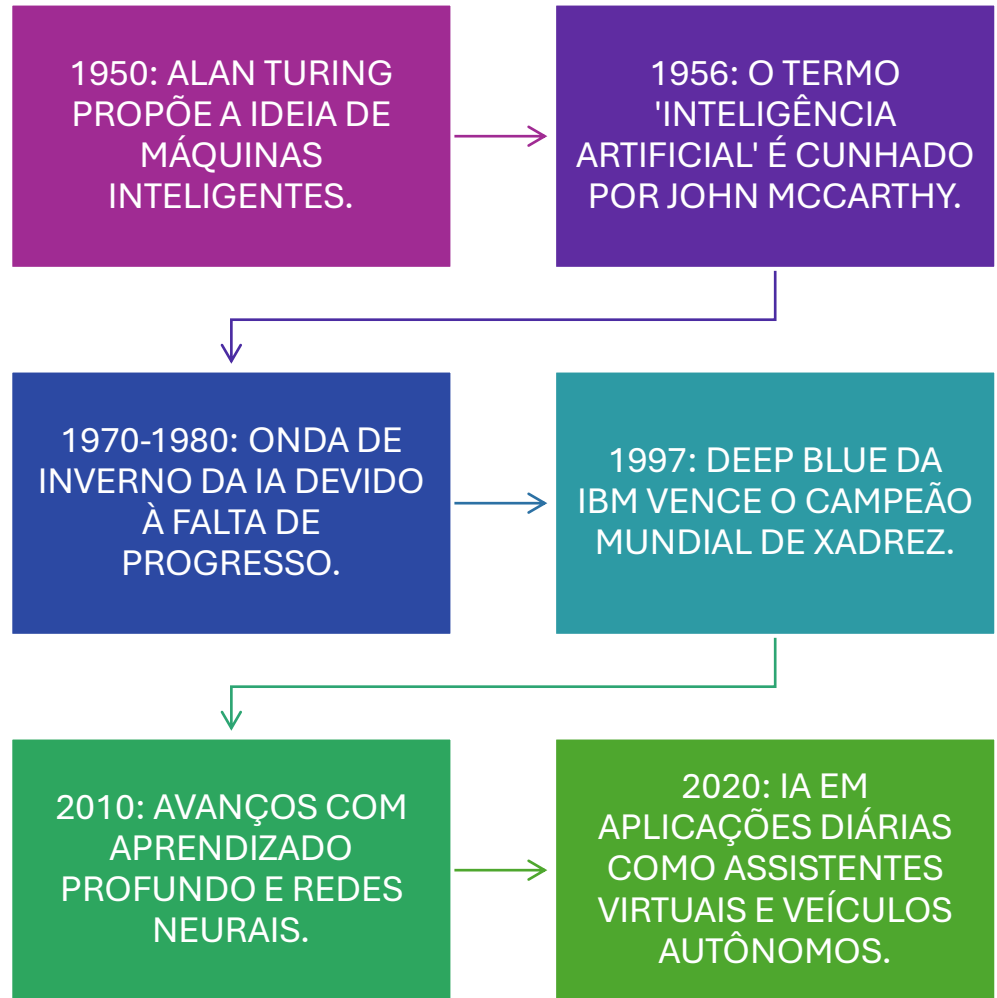 1950: ALAN TURING
PROPÕE A IDEIA DE
MÁQUINAS
INTELIGENTES.
1956: O TERMO
'INTELIGÊNCIA
ARTIFICIAL' É CUNHADO
POR JOHN MCCARTHY.
1970-1980: ONDA DE
INVERNO DA IA DEVIDO
À FALTA DE
PROGRESSO.
1997: DEEP BLUE DA
IBM VENCE O CAMPEÃO
MUNDIAL DE XADREZ.
2010: AVANÇOS COM
APRENDIZADO
PROFUNDO E REDES
NEURAIS.
2020: IA EM
APLICAÇÕES DIÁRIAS
COMO ASSISTENTES
VIRTUAIS E VEÍCULOS
AUTÔNOMOS.